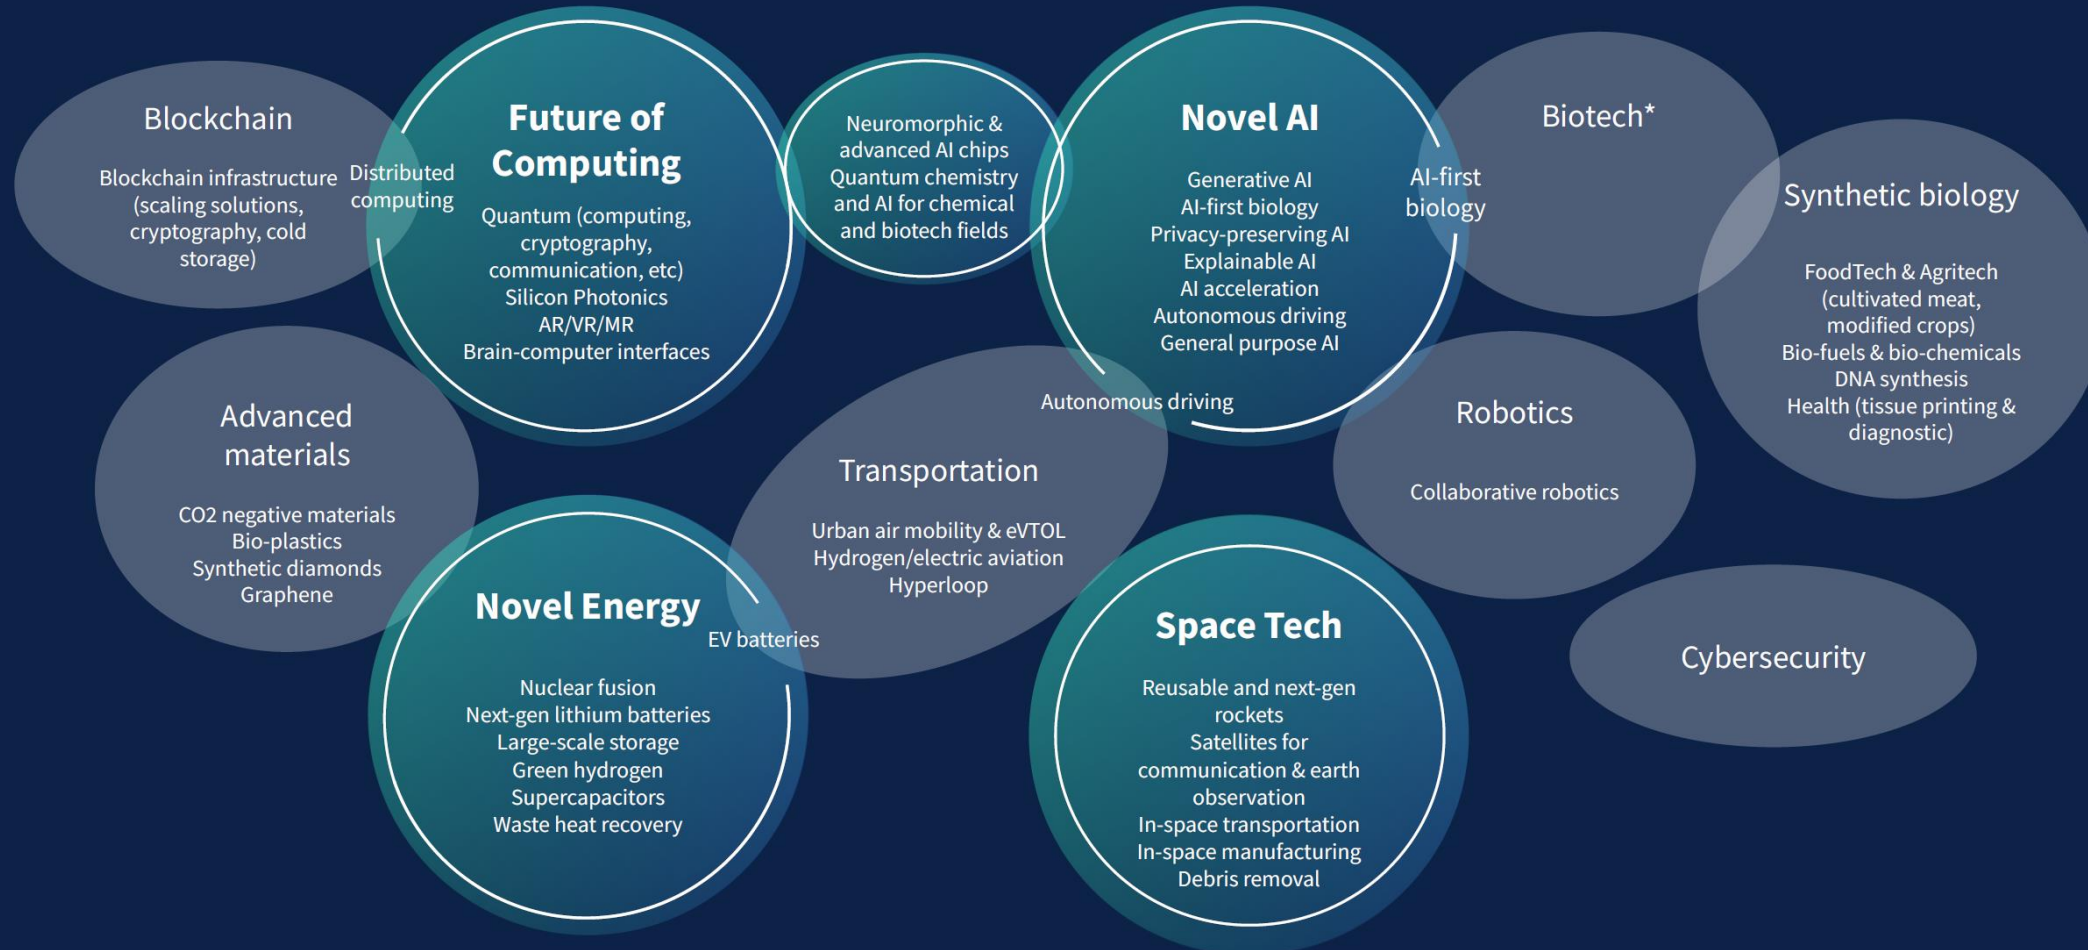 Blockchain
Blockchain infrastructure
(scaling solutions,
cryptography, cold
storage)
Distributed
computing
Future of
Computing
Quantum (computing,
cryptography,
communication, etc)
Silicon Photonics
AR/VR/MR
Brain-computer interfaces
Neuromorphic &
advanced AI chips
Quantum chemistry
and AI for chemical
and biotech fields
Novel AI
Generative AI
AI-first biology
Privacy-preserving AI
Explainable AI
AI acceleration
Autonomous driving
General purpose AI
AI-first
biology
Biotech*
Synthetic biology
FoodTech & Agritech
(cultivated meat,
modified crops)
Bio-fuels & bio-chemicals
DNA synthesis
Health (tissue printing &
diagnostic)
Advanced
materials
CO2 negative materials
Bio-plastics
Synthetic diamonds
Graphene
Autonomous driving
Transportation
Urban air mobility & eVTOL
Hydrogen/electric aviation
Hyperloop
Robotics
Collaborative robotics
Novel Energy
EV batteries
Nuclear fusion
Next-gen lithium batteries
Large-scale storage
Green hydrogen
Supercapacitors
Waste heat recovery
Space Tech
Reusable and next-gen
rockets
Satellites for
communication & earth
observation
In-space transportation
In-space manufacturing
Debris removal
Cybersecurity